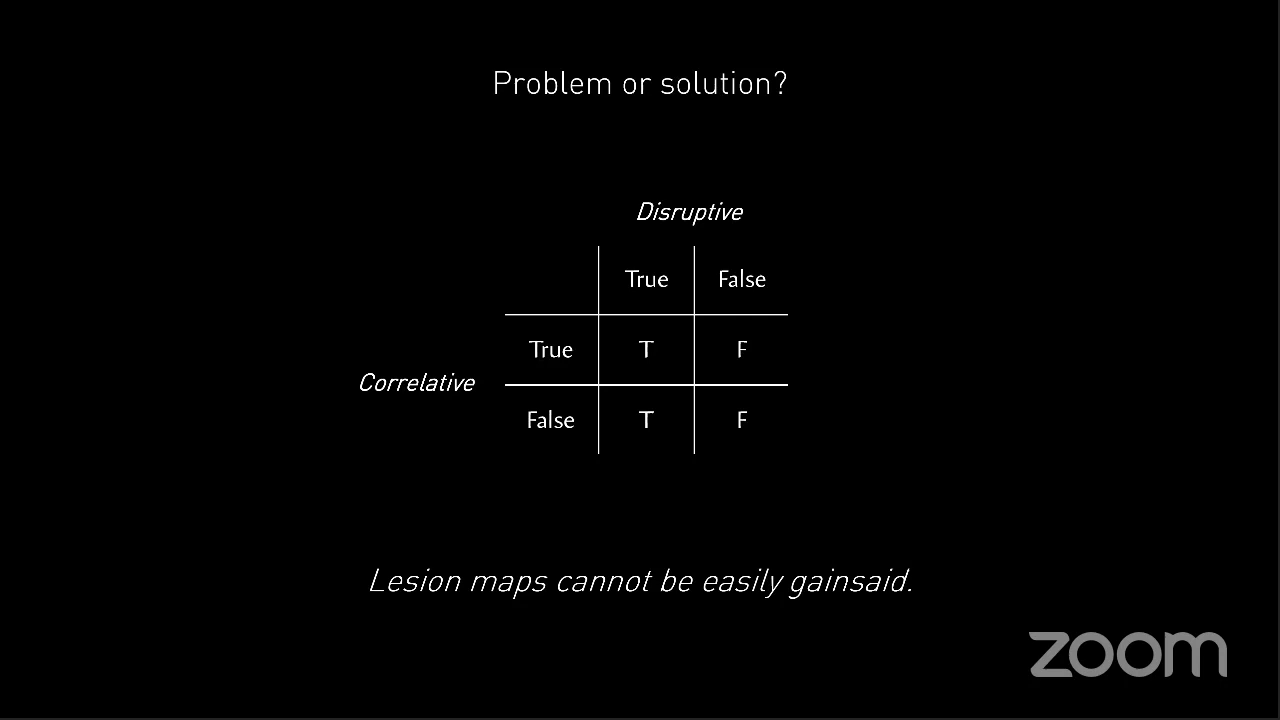 Problem or solution?
Disruptive
True False
True T F
Correlative
False T F
Lesion maps cannot be easily gainsaid.
zoom